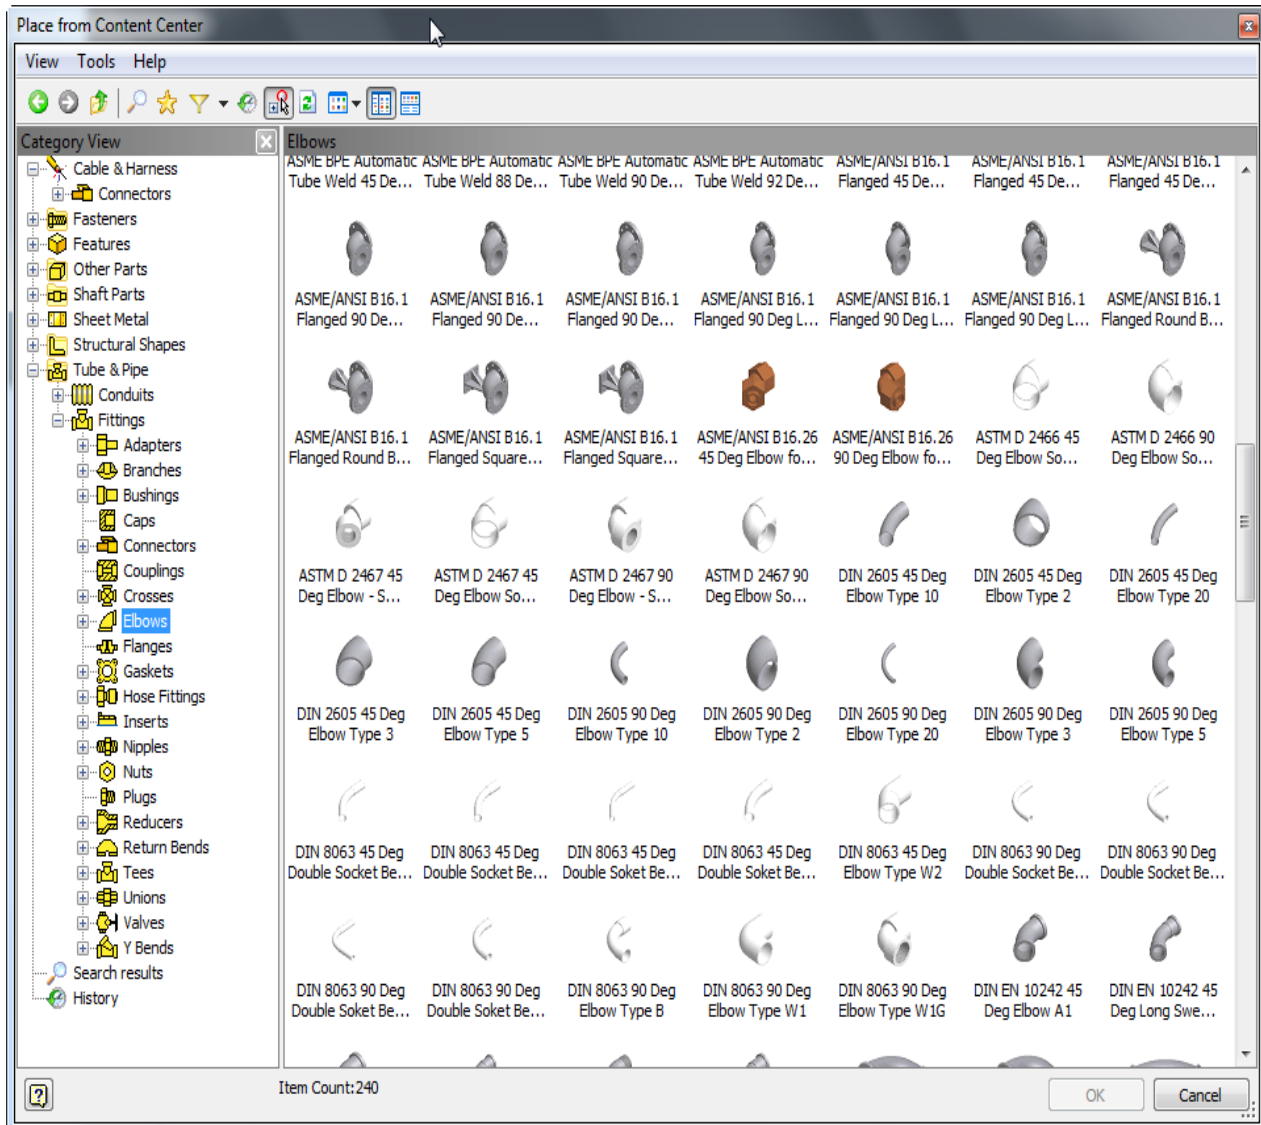 Place from Content Center
View Tools Help
Category View
Cable & Harness
Connectors
Fasteners
Features
Other Parts
Shaft Parts
Sheet Metal
Structural Shapes
Tube & Pipe
Conduits
Fittings
Adapters
Branches
Bushings
Caps
Connectors
Couplings
Crosses
Elbows
Flanges
Gaskets
Hose Fittings
Inserts
Nipples
Nuts
Plugs
Reducers
Return Bends
Tees
Unions
Valves
Y Bends
Search results
History
Elbows
ASME BPE Automatic ASME BPE Automatic ASME BPE Automatic ASME BPE Automatic ASME/ANSI B16.1 ASME/ANSI B16.1 ASME/ANSI B16.1
Tube Weld 45 De... Tube Weld 88 De... Tube Weld 90 De... Tube Weld 92 De... Flanged 45 De... Flanged 45 De... Flanged 45 De...
ASME/ANSI B16.1 ASME/ANSI B16.1 ASME/ANSI B16.1 ASME/ANSI B16.1 ASME/ANSI B16.1 ASME/ANSI B16.1 ASME/ANSI B16.1
Flanged 90 De... Flanged 90 De... Flanged 90 De... Flanged 90 Deg L... Flanged 90 Deg L... Flanged 90 Deg L... Flanged Round B...
ASME/ANSI B16.1 ASME/ANSI B16.1 ASME/ANSI B16.1 ASME/ANSI B16.26 ASME/ANSI B16.26 ASTM D 2466 45 ASTM D 2466 90
Flanged Round B... Flanged Square... Flanged Square... 45 Deg Elbow fo... 90 Deg Elbow fo... Deg Elbow So... Deg Elbow So...
ASTM D 2467 45 ASTM D 2467 45 ASTM D 2467 90 ASTM D 2467 90 DIN 2605 45 Deg DIN 2605 45 Deg DIN 2605 45 Deg
Deg Elbow - S... Deg Elbow So... Deg Elbow - S... Deg Elbow So... Elbow Type 10 Elbow Type 2 Elbow Type 20
DIN 2605 45 Deg DIN 2605 45 Deg DIN 2605 90 Deg DIN 2605 90 Deg DIN 2605 90 Deg DIN 2605 90 Deg DIN 2605 90 Deg
Elbow Type 3 Elbow Type 5 Elbow Type 10 Elbow Type 2 Elbow Type 20 Elbow Type 3 Elbow Type 5
DIN 8063 45 Deg DIN 8063 45 Deg DIN 8063 45 Deg DIN 8063 45 Deg DIN 8063 45 Deg DIN 8063 90 Deg DIN 8063 90 Deg
Double Socket Be... Double Socket Be... Double Soket Be... Double Soket Be... Elbow Type W2 Double Socket Be... Double Socket Be...
DIN 8063 90 Deg DIN 8063 90 Deg DIN 8063 90 Deg DIN 8063 90 Deg DIN 8063 90 Deg DIN EN 10242 45 DIN EN 10242 45
Double Soket Be... Double Soket Be... Elbow Type B Elbow Type W1 Elbow Type W1G Deg Elbow A1 Deg Long Swe...
Item Count:240
OK Cancel